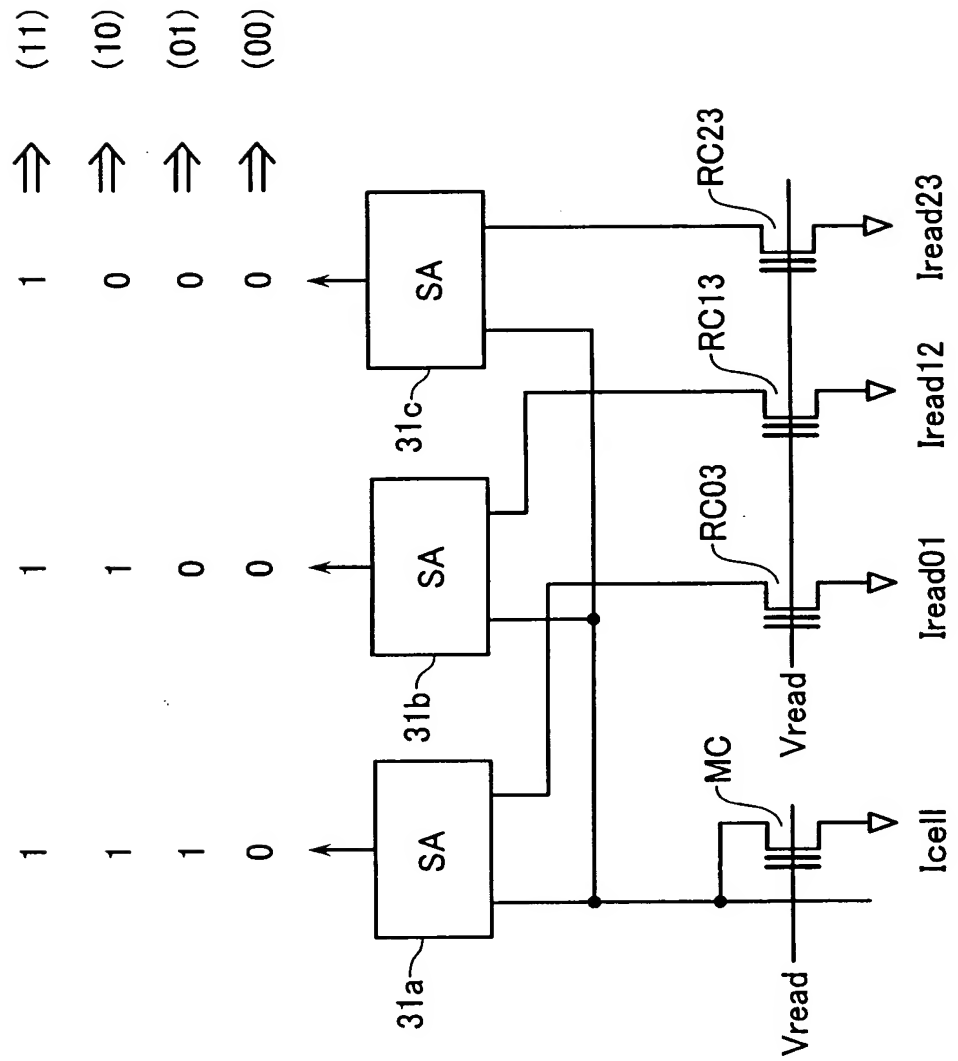 1 1 1 ⇒ (11)
1 1 0 ⇒ (10)
1 0 0 ⇒ (01)
0 0 0 ⇒ (00)
SA
31a
SA
31b
SA
31c
MC
RC03
RC13
RC23
Vread
Vread
Icell
Iread01
Iread12
Iread23